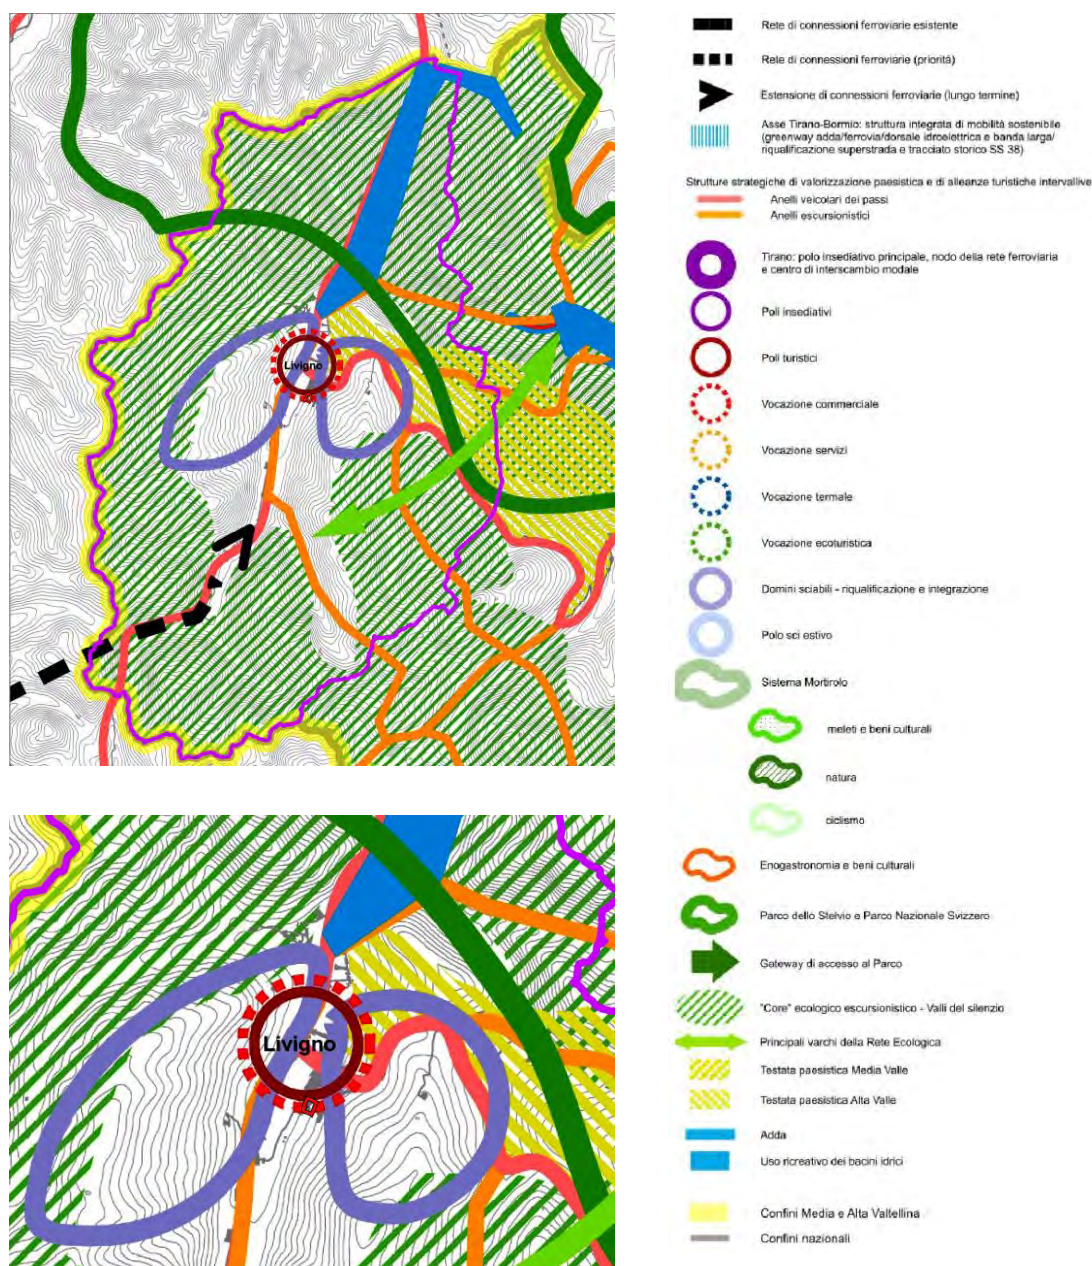 Livigno
Livigno
Rete di connessioni ferroviarie esistente
Rete di connessioni ferroviarie (priorità)
Estensione di connessioni ferroviarie (lungo termine)
Asse Tirano-Bormio: struttura integrata di mobilità sostenibile
(greenway adda/ferrovia/dorsale idroelettrica e banda larga/
riqualificazione superstrada e tracciato storico SS 38)
Strutture strategiche di valorizzazione paesistica e di alleanze turistiche intervallive
Anelli veicolari dei passi
Anelli escursionistici
Tirano: polo insediativo principale, nodo della rete ferroviaria
e centro di interscambio modale
Poli insediativi
Poli turistici
Vocazione commerciale
Vocazione servizi
Vocazione termale
Vocazione ecoturistica
Domini sciabili - riqualificazione e integrazione
Polo sci estivo
Sistema Mortirolo
meleti e beni culturali
natura
ciclismo
Enogastronomia e beni culturali
Parco dello Stelvio e Parco Nazionale Svizzero
Gateway di accesso al Parco
"Core" ecologico escursionistico - Valli del silenzio
Principali varchi della Rete Ecologica
Testata paesistica Media Valle
Testata paesistica Alta Valle
Adda
Uso ricreativo dei bacini idrici
Confini Media e Alta Valtellina
Confini nazionali